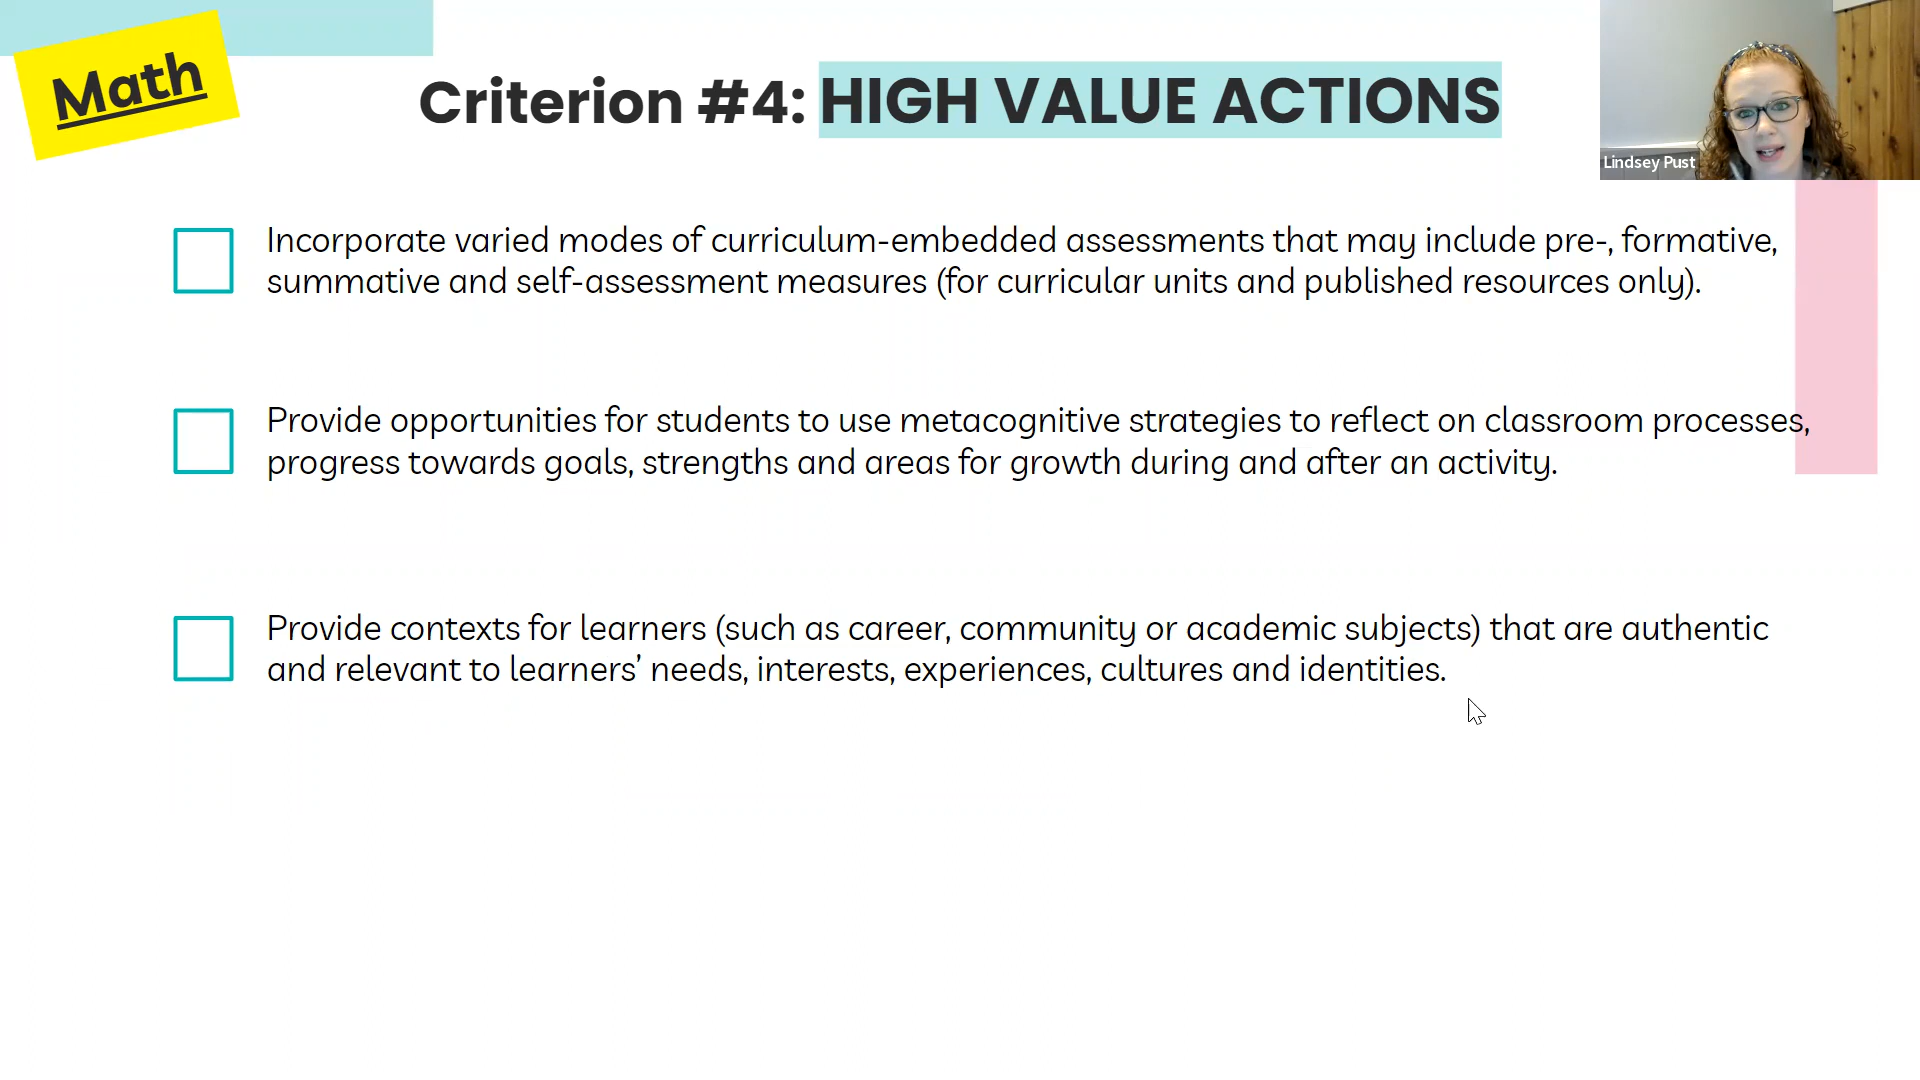 Math
Criterion #4: HIGH VALUE ACTIONS
Lindsey Pust
Incorporate varied modes of curriculum-embedded assessments that may include pre-, formative,
summative and self-assessment measures (for curricular units and published resources only).
Provide opportunities for students to use metacognitive strategies to reflect on classroom processes,
progress towards goals, strengths and areas for growth during and after an activity.
Provide contexts for learners (such as career, community or academic subjects) that are authentic
and relevant to learners’ needs, interests, experiences, cultures and identities.